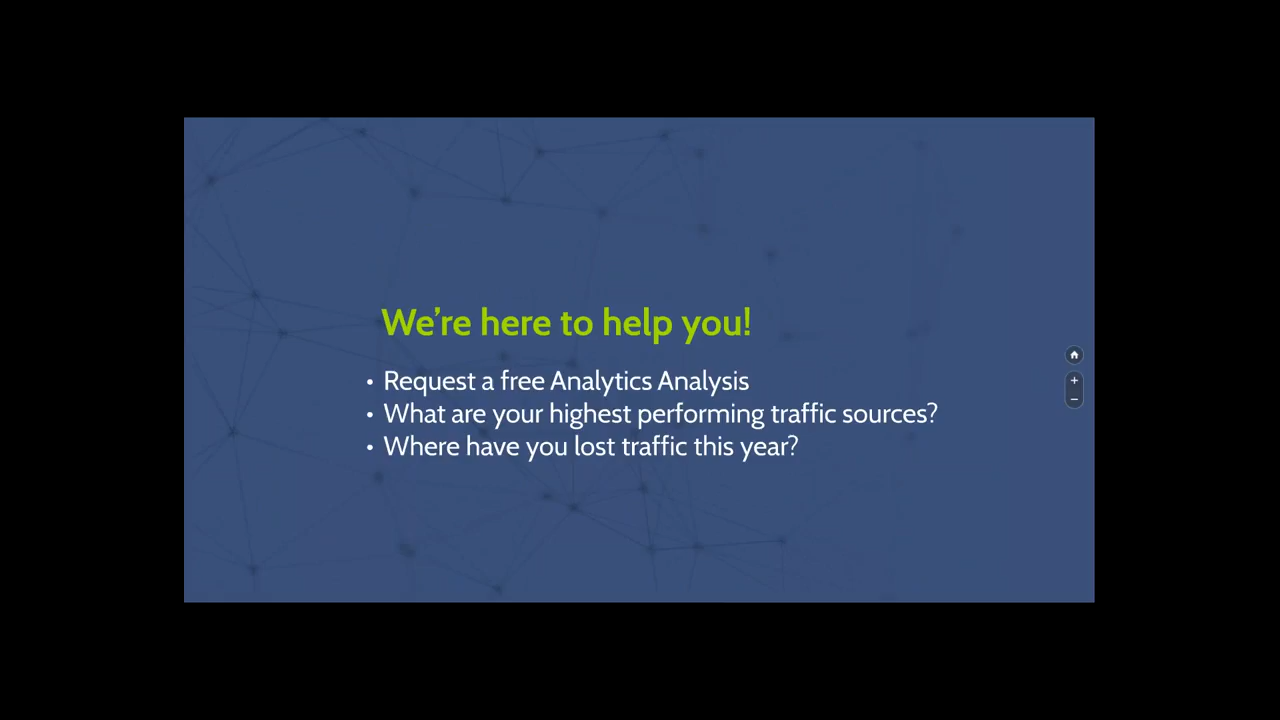 We're here to help you!
• Request a free Analytics Analysis
• What are your highest performing traffic sources?
• Where have you lost traffic this year?